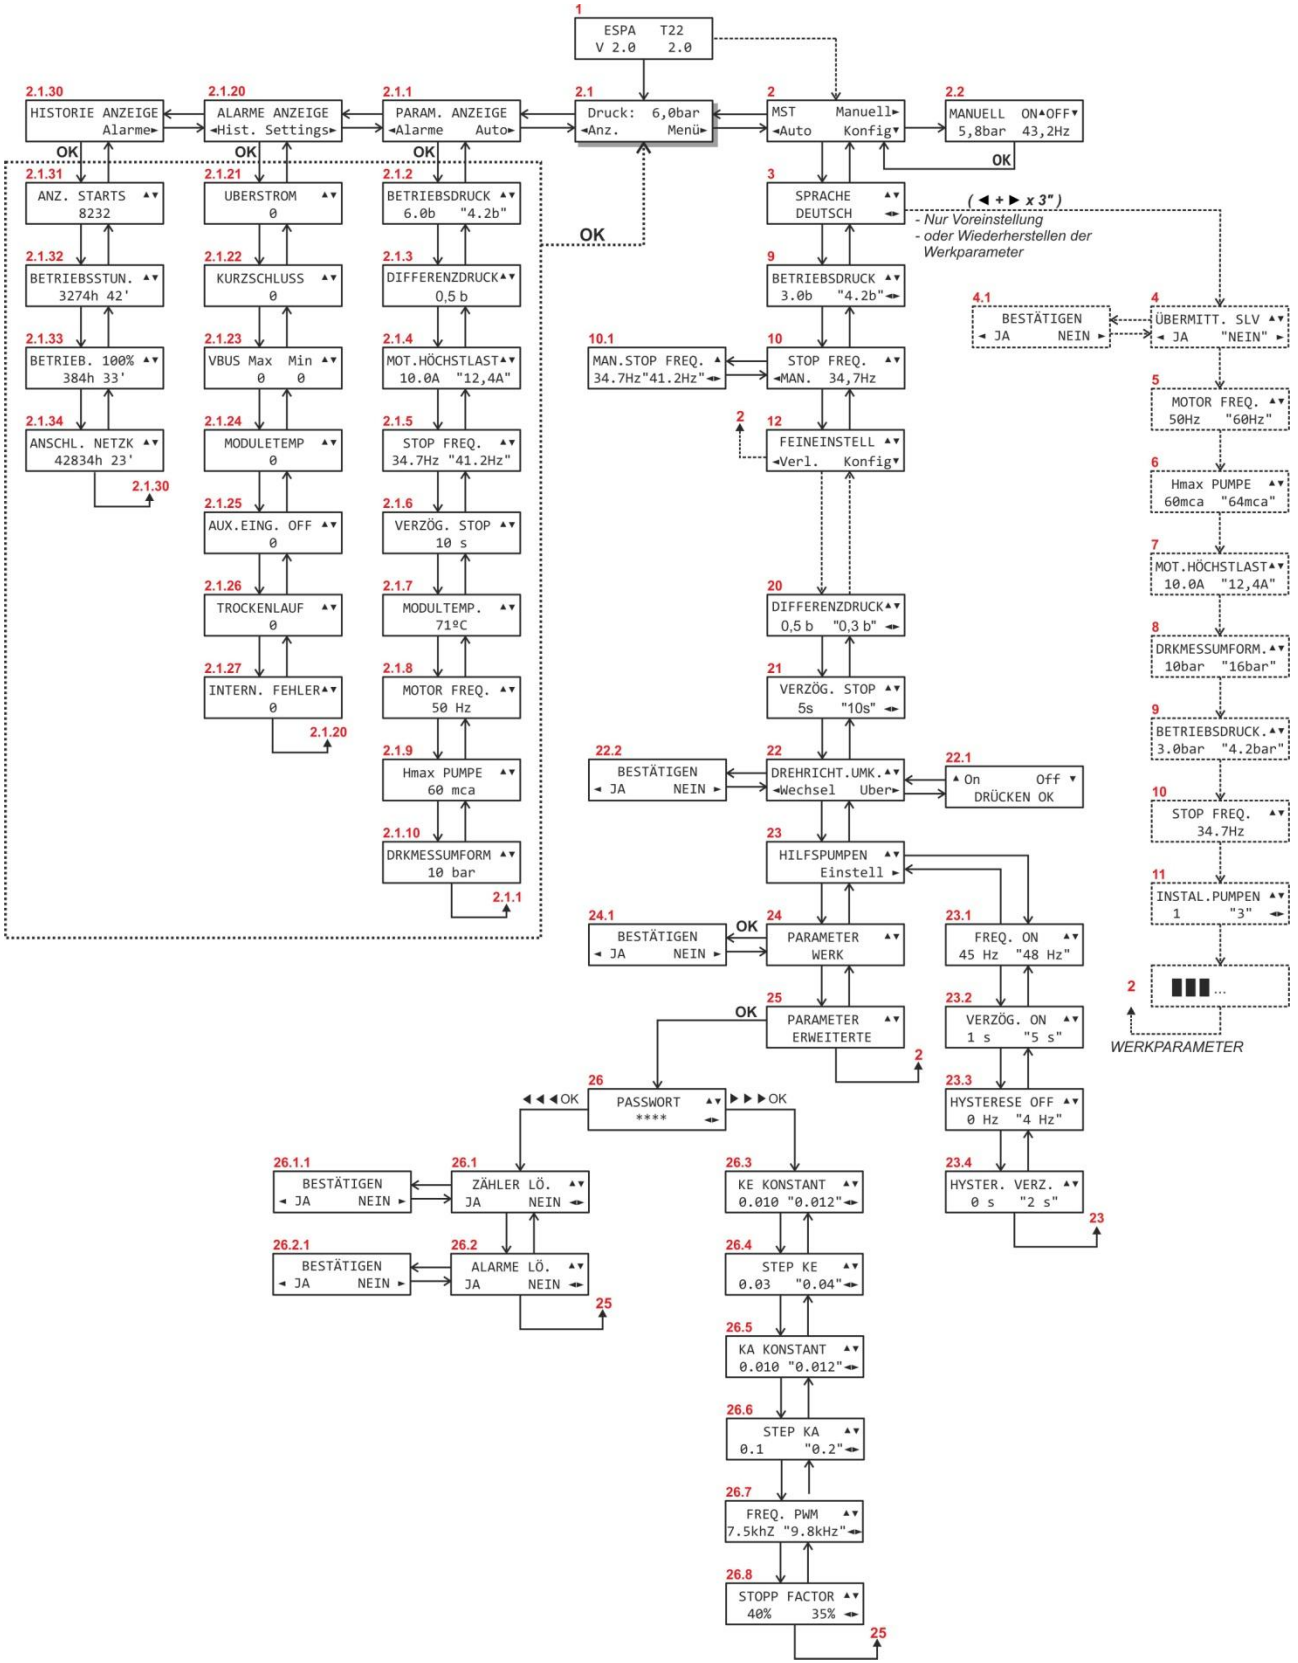 1
ESPA T22
V 2.0 2.0
2.1.30
HISTORIE ANZEIGE
Alarme►
2.1.20
ALARME ANZEIGE
◄Hist. Settings►
2.1.1
PARAM. ANZEIGE
◄Alarme Auto►
2.1
Druck: 6,0bar
◄Anz. Menü►
2
MST Manuell►
◄Auto Konfig▼
2.2
MANUELL ON▲OFF▼
5,8bar 43,2Hz
OK
OK
OK
OK
2.1.31
ANZ. STARTS ▲▼
8232
2.1.32
BETRIEBSSTUN. ▲▼
3274h 42'
2.1.33
BETRIEB. 100% ▲▼
384h 33'
2.1.34
ANSCHL. NETZK ▲▼
42834h 23'
2.1.30
2.1.21
UBERSTROM ▲▼
0
2.1.22
KURZSCHLUSS ▲▼
0
2.1.23
VBUS Max Min ▲▼
0 0
2.1.24
MODULETEMP ▲▼
0
2.1.25
AUX.EING. OFF ▲▼
0
2.1.26
TROCKENLAUF ▲▼
0
2.1.27
INTERN. FEHLER▲▼
0
2.1.20
2.1.2
BETRIEBSDRUCK ▲▼
6.0b "4.2b"
2.1.3
DIFFERENZDRUCK▲▼
0,5 b
2.1.4
MOT.HÖCHSTLAST▲▼
10.0A "12,4A"
2.1.5
STOP FREQ. ▲▼
34.7Hz "41.2Hz"
2.1.6
VERZÖG. STOP ▲▼
10 s
2.1.7
MODULTEMP. ▲▼
71ºC
2.1.8
MOTOR FREQ. ▲▼
50 Hz
2.1.9
Hmax PUMPE ▲▼
60 mca
2.1.10
DRKMESSUMFORM ▲▼
10 bar
2.1.1
OK
3
SPRACHE ▲▼
DEUTSCH ◄►
( ◄ + ► x 3" )
- Nur Voreinstellung
- oder Wiederherstellen der
Werkparameter
9
BETRIEBSDRUCK ▲▼
3.0b "4.2b"◄►
10.1
MAN.STOP FREQ. ▲
34.7Hz"41.2Hz"◄►
10
STOP FREQ. ▲▼
◄MAN. 34,7Hz
2
12
FEINEINSTELL ▲▼
◄Verl. Konfig▼
20
DIFFERENZDRUCK▲▼
0,5 b "0,3 b" ◄►
21
VERZÖG. STOP ▲▼
5s "10s" ◄►
22.2
BESTÄTIGEN
◄ JA NEIN ►
22
DREHRICHT.UMK.▲▼
◄Wechsel Uber►
22.1
▲ On Off ▼
DRÜCKEN OK
23
HILFSPUMPEN ▲▼
Einstell ►
24.1
BESTÄTIGEN
◄ JA NEIN ►
OK
24
PARAMETER ▲▼
WERK
25
PARAMETER ▲▼
ERWEITERTE
OK
2
23.1
FREQ. ON ▲▼
45 Hz "48 Hz"
23.2
VERZÖG. ON ▲▼
1 s "5 s"
23.3
HYSTERESE OFF ▲▼
0 Hz "4 Hz"
23.4
HYSTER. VERZ. ▲▼
0 s "2 s"
23
4.1
BESTÄTIGEN
◄ JA NEIN ►
4
ÜBERMITT. SLV ▲▼
◄ JA "NEIN" ►
5
MOTOR FREQ. ▲▼
50Hz "60Hz"
6
Hmax PUMPE ▲▼
60mca "64mca"
7
MOT.HÖCHSTLAST▲▼
10.0A "12,4A"
8
DRKMESSUMFORM.▲▼
10bar "16bar"
9
BETRIEBSDRUCK.▲▼
3.0bar "4.2bar"
10
STOP FREQ. ▲▼
34.7Hz
11
INSTAL.PUMPEN ▲▼
1 "3" ◄►
2
███...
WERKPARAMETER
26
PASSWORT ▲▼
**** ◄►
◄◄◄OK
►►►OK
26.1.1
BESTÄTIGEN
◄ JA NEIN ►
26.1
ZÄHLER LÖ. ▲▼
JA NEIN ◄►
26.2.1
BESTÄTIGEN
◄ JA NEIN ►
26.2
ALARME LÖ. ▲▼
JA NEIN ◄►
25
26.3
KE KONSTANT ▲▼
0.010 "0.012"◄►
26.4
STEP KE ▲▼
0.03 "0.04"◄►
26.5
KA KONSTANT ▲▼
0.010 "0.012"◄►
26.6
STEP KA ▲▼
0.1 "0.2"◄►
26.7
FREQ. PWM ▲▼
7.5khZ "9.8kHz"◄►
26.8
STOPP FACTOR ▲▼
40% 35% ◄►
25